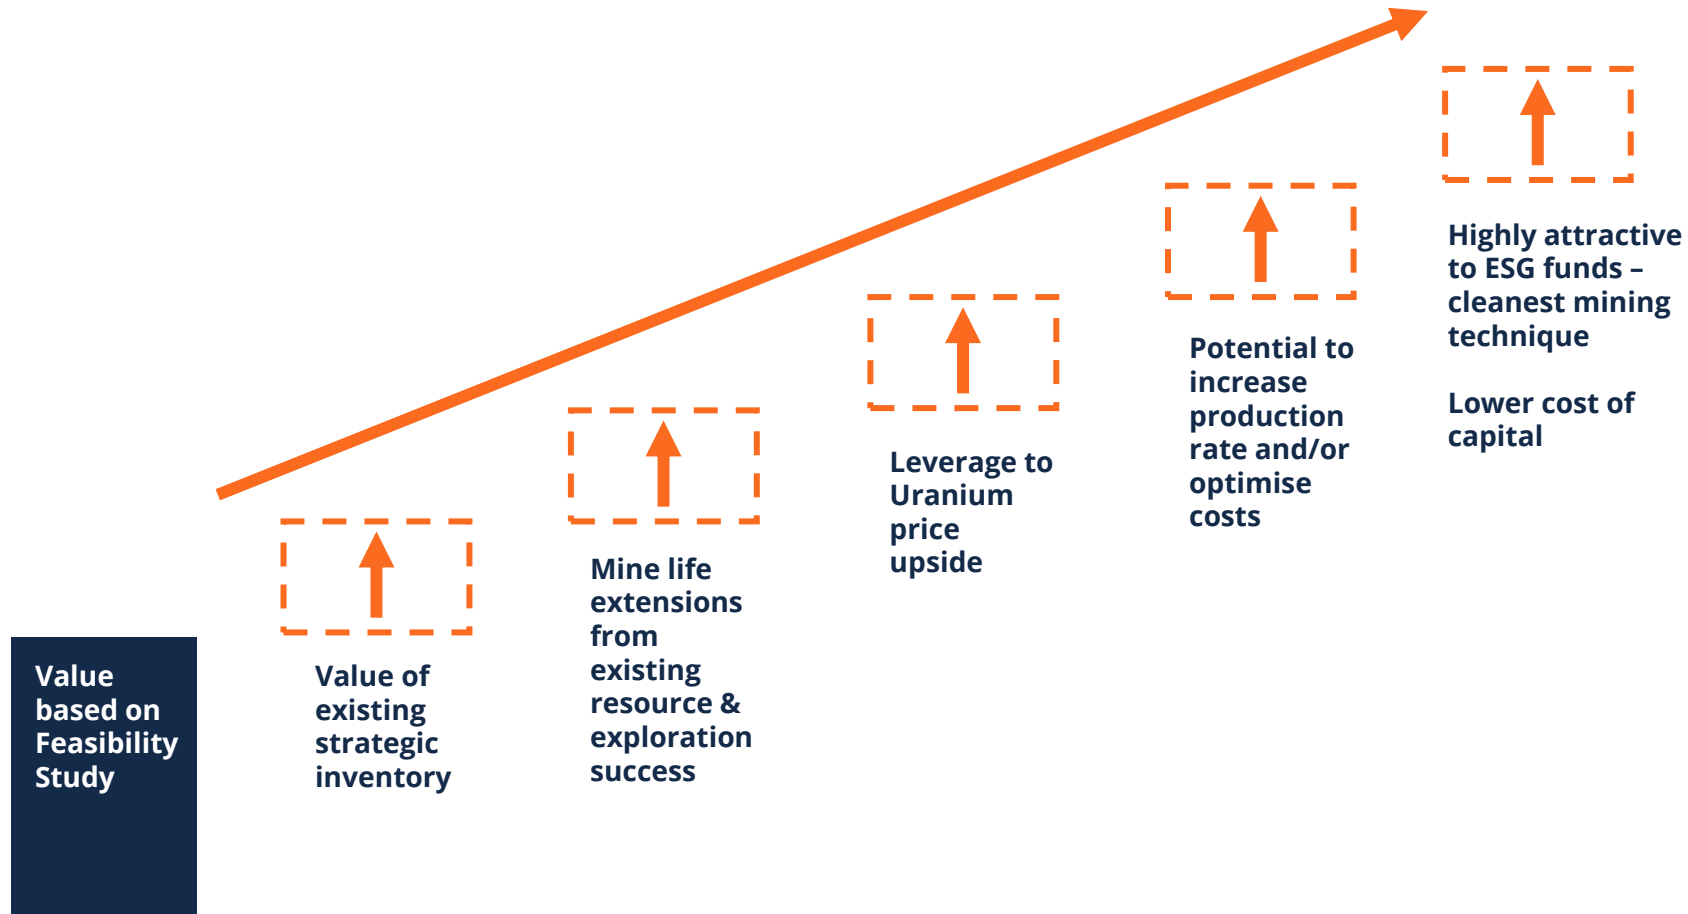 Value
based on
Feasibility
Study
Value of
existing
strategic
inventory
Mine life
extensions
from
existing
resource &
exploration
success
Leverage to
Uranium
price
upside
Potential to
increase
production
rate and/or
optimise
costs
Highly attractive
to ESG funds –
cleanest mining
technique
Lower cost of
capital